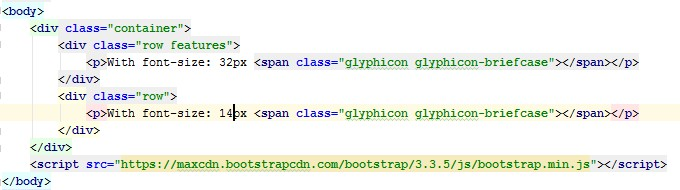 <body>
<div class="container">
<div class="row features">
<p>With font-size: 32px <span class="glyphicon glyphicon-briefcase"></span></p>
</div>
<div class="row">
<p>With font-size: 14px <span class="glyphicon glyphicon-briefcase"></span></p>
</div>
</div>
<script src="https://maxcdn.bootstrapcdn.com/bootstrap/3.3.5/js/bootstrap.min.js"></script>
</body>